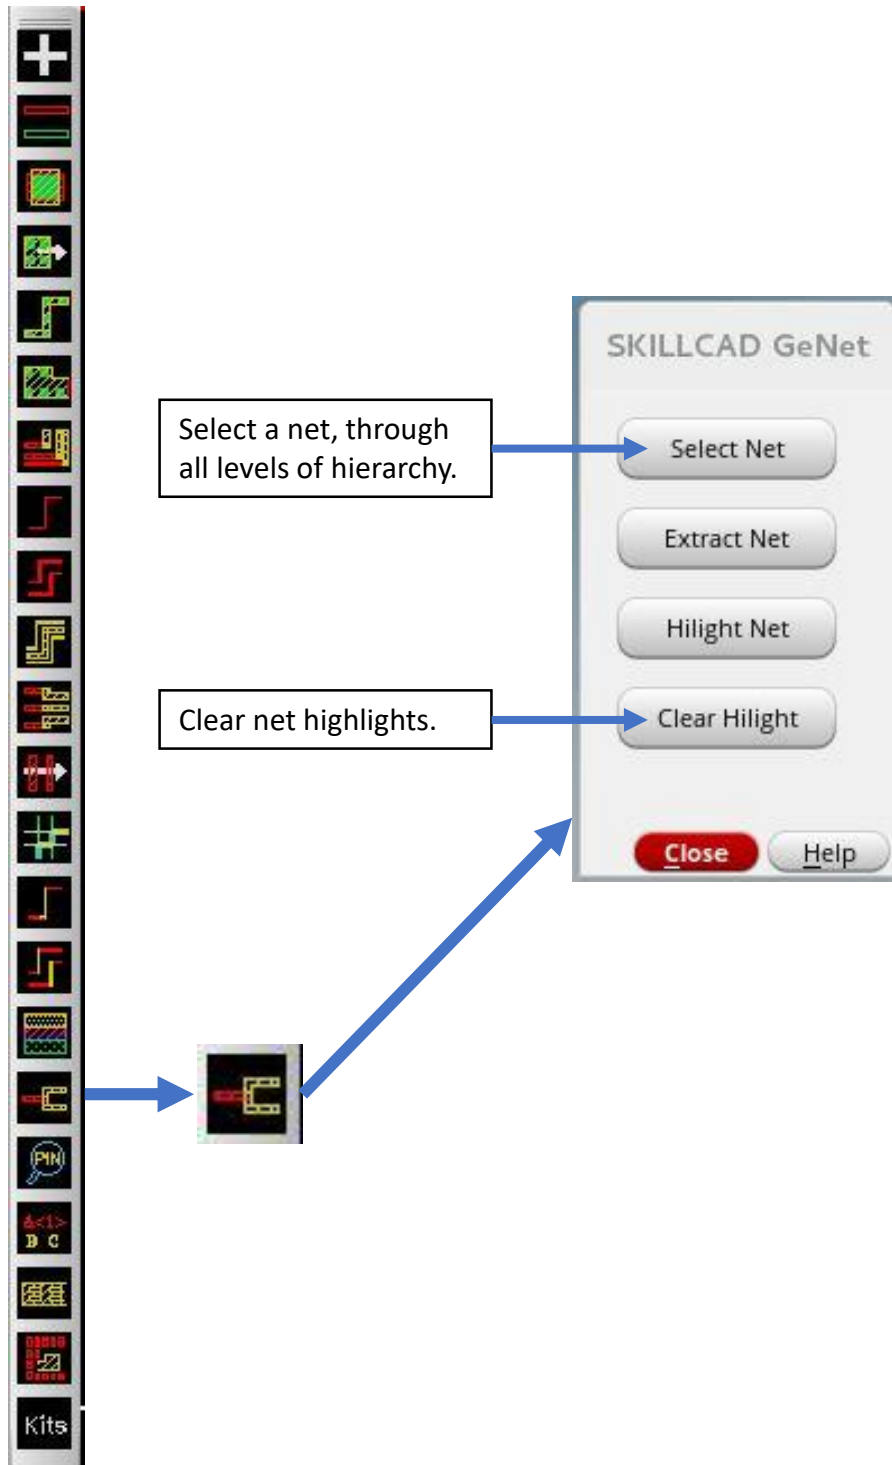 SKILLCAD GeNet
Select a net, through
all levels of hierarchy.
Select Net
Extract Net
Hilight Net
Clear net highlights.
Clear Hilight
Close
Help
PIN
&<1>
B C
Kits